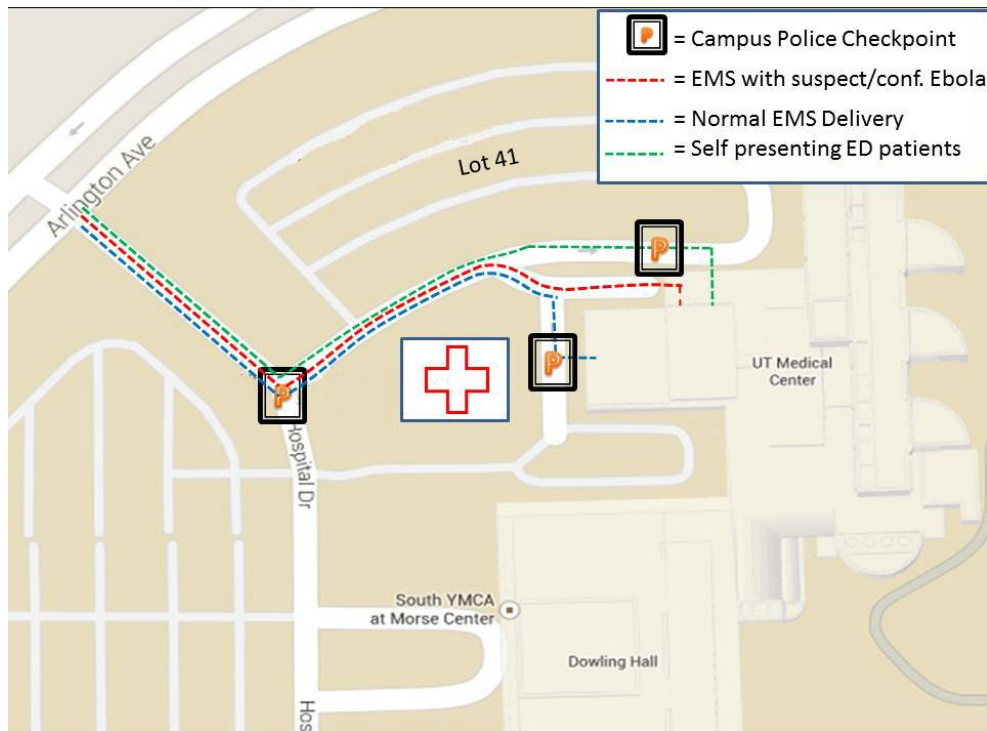 P = Campus Police Checkpoint
= EMS with suspect/conf. Ebola
= Normal EMS Delivery
= Self presenting ED patients
Arlington Ave
Lot 41
P
P
UT Medical
Center
P
Hospital Dr
South YMCA
at Morse Center
Dowling Hall
Hos